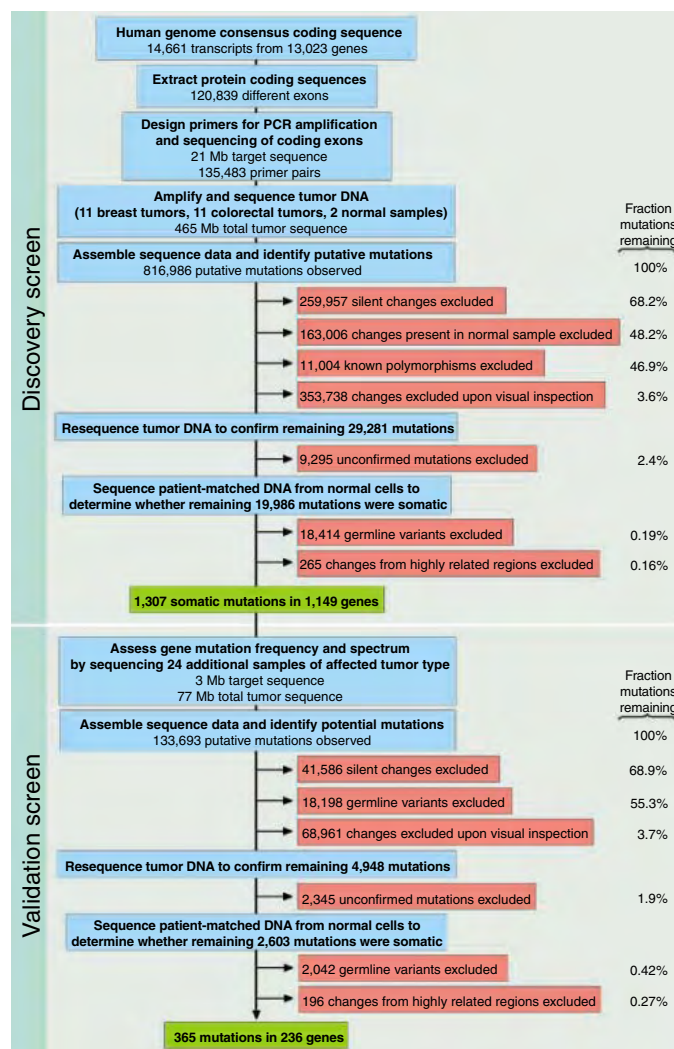 Discovery screen
Human genome consensus coding sequence
14,661 transcripts from 13,023 genes
Extract protein coding sequences
120,839 different exons
Design primers for PCR amplification
and sequencing of coding exons
21 Mb target sequence
135,483 primer pairs
Amplify and sequence tumor DNA
(11 breast tumors, 11 colorectal tumors, 2 normal samples)
465 Mb total tumor sequence
Fraction
mutations
remaining
Assemble sequence data and identify putative mutations
816,986 putative mutations observed
100%
259,957 silent changes excluded
68.2%
163,006 changes present in normal sample excluded
48.2%
11,004 known polymorphisms excluded
46.9%
353,738 changes excluded upon visual inspection
3.6%
Resequence tumor DNA to confirm remaining 29,281 mutations
9,295 unconfirmed mutations excluded
2.4%
Sequence patient-matched DNA from normal cells to
determine whether remaining 19,986 mutations were somatic
18,414 germline variants excluded
0.19%
265 changes from highly related regions excluded
0.16%
1,307 somatic mutations in 1,149 genes
Validation screen
Assess gene mutation frequency and spectrum
by sequencing 24 additional samples of affected tumor type
3 Mb target sequence
77 Mb total tumor sequence
Fraction
mutations
remaining
Assemble sequence data and identify potential mutations
133,693 putative mutations observed
100%
41,586 silent changes excluded
68.9%
18,198 germline variants excluded
55.3%
68,961 changes excluded upon visual inspection
3.7%
Resequence tumor DNA to confirm remaining 4,948 mutations
2,345 unconfirmed mutations excluded
1.9%
Sequence patient-matched DNA from normal cells to
determine whether remaining 2,603 mutations were somatic
2,042 germline variants excluded
0.42%
196 changes from highly related regions excluded
0.27%
365 mutations in 236 genes